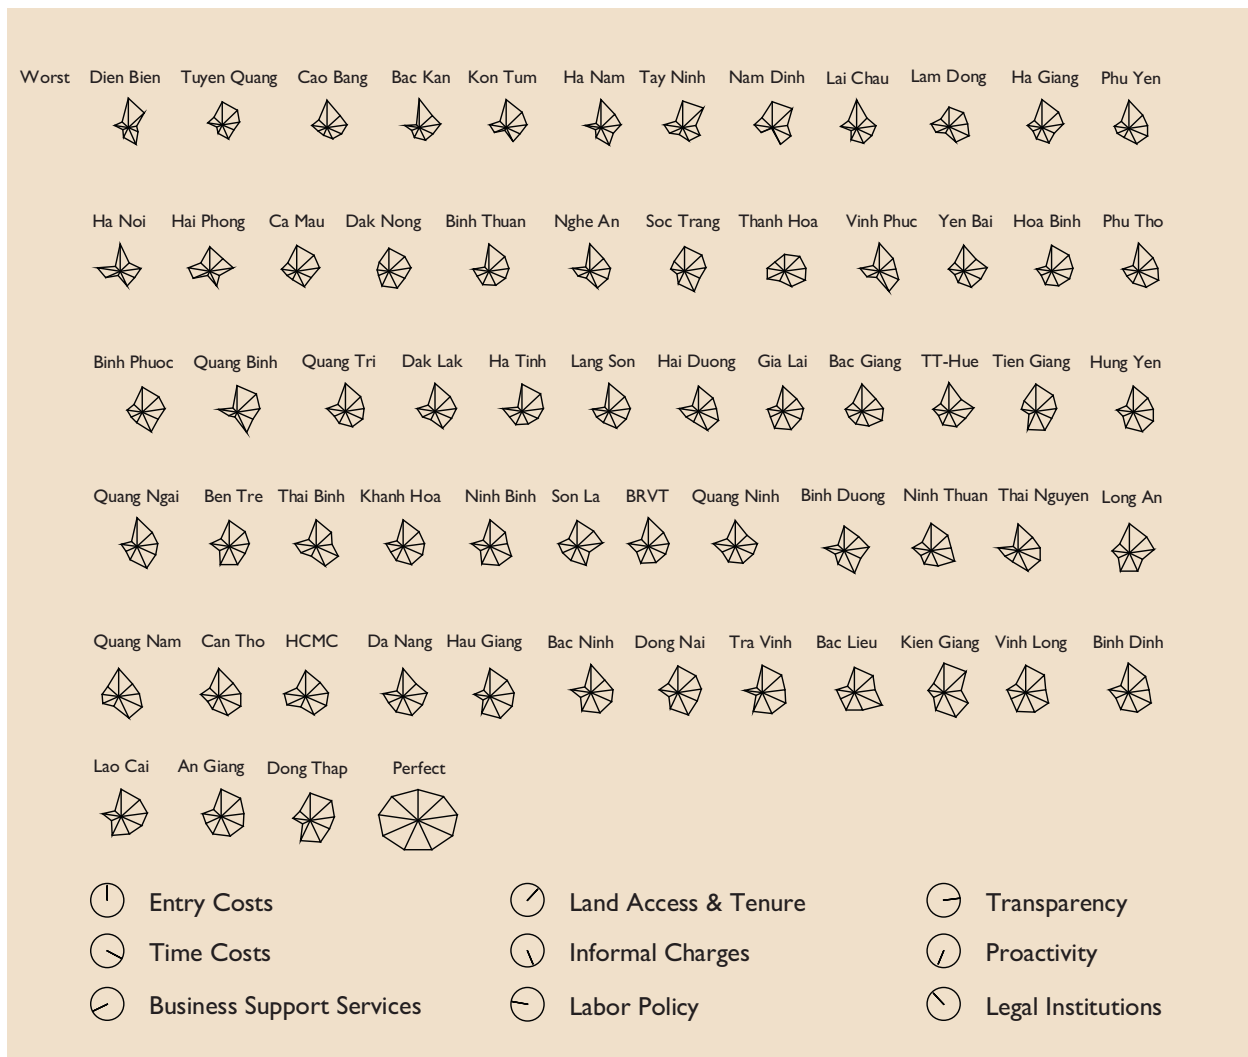 Worst Dien Bien Tuyen Quang Cao Bang Bac Kan Kon Tum Ha Nam Tay Ninh Nam Dinh Lai Chau Lam Dong Ha Giang Phu Yen
Ha Noi Hai Phong Ca Mau Dak Nong Binh Thuan Nghe An Soc Trang Thanh Hoa Vinh Phuc Yen Bai Hoa Binh Phu Tho
Binh Phuoc Quang Binh Quang Tri Dak Lak Ha Tinh Lang Son Hai Duong Gia Lai Bac Giang TT-Hue Tien Giang Hung Yen
Quang Ngai Ben Tre Thai Binh Khanh Hoa Ninh Binh Son La BRVT Quang Ninh Binh Duong Ninh Thuan Thai Nguyen Long An
Quang Nam Can Tho HCMC Da Nang Hau Giang Bac Ninh Dong Nai Tra Vinh Bac Lieu Kien Giang Vinh Long Binh Dinh
Lao Cai An Giang Dong Thap Perfect
Entry Costs Land Access & Tenure Transparency
Time Costs Informal Charges Proactivity
Business Support Services Labor Policy Legal Institutions